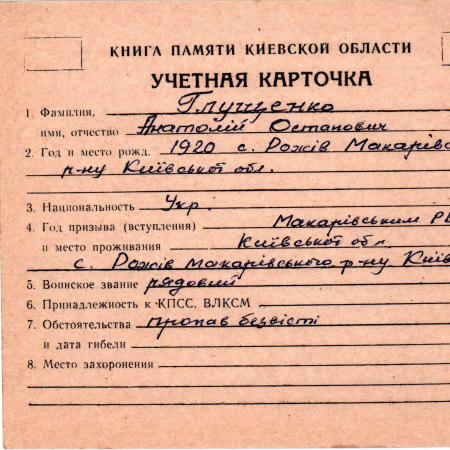 КНИГА ПАМЯТИ КИЕВСКОЙ ОБЛАСТИ
УЧЕТНАЯ КАРТОЧКА
1. Фамилия, Глущенко
имя, отчество Анатолій Остапович
2. Год и место рожд. 1920 с. Рожів Макарівс
р-ну Київської обл.
3. Национальность Укр.
4. Год призыва (вступления) Макарівським РВ
и место проживания Київської обл.
с. Рожів Макарівського р-ну Київ
5. Воинское звание рядовий
6. Принадлежность к КПСС, ВЛКСМ
7. Обстоятельства пропав безвісті
и дата гибели
8. Место захоронения